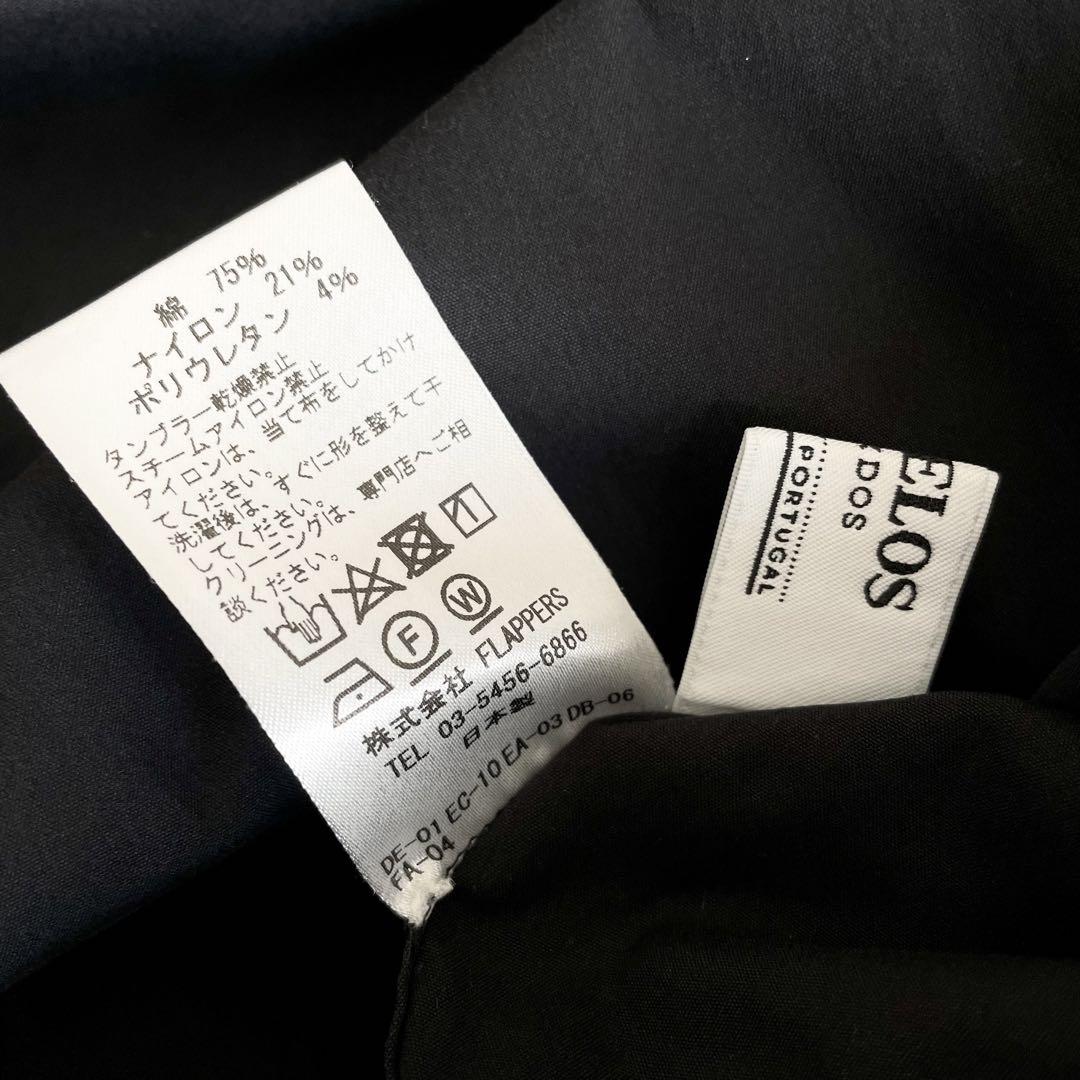 綿 75%
ナイロン 21%
ポリウレタン 4%
タンブラー乾燥禁止
スチームアイロン禁止
アイロンは、当て布をしてかけ
てください。
洗濯後は、すぐに形を整えて干
してください。
クリーニングは、専門店へご相
談ください。
F
W
株式会社 FLAPPERS
TEL 03-5456-6866
日本製
DE-01 EC-10 EA-03 DB-06
FA-04
ELOS
DOS
PORTUGAL